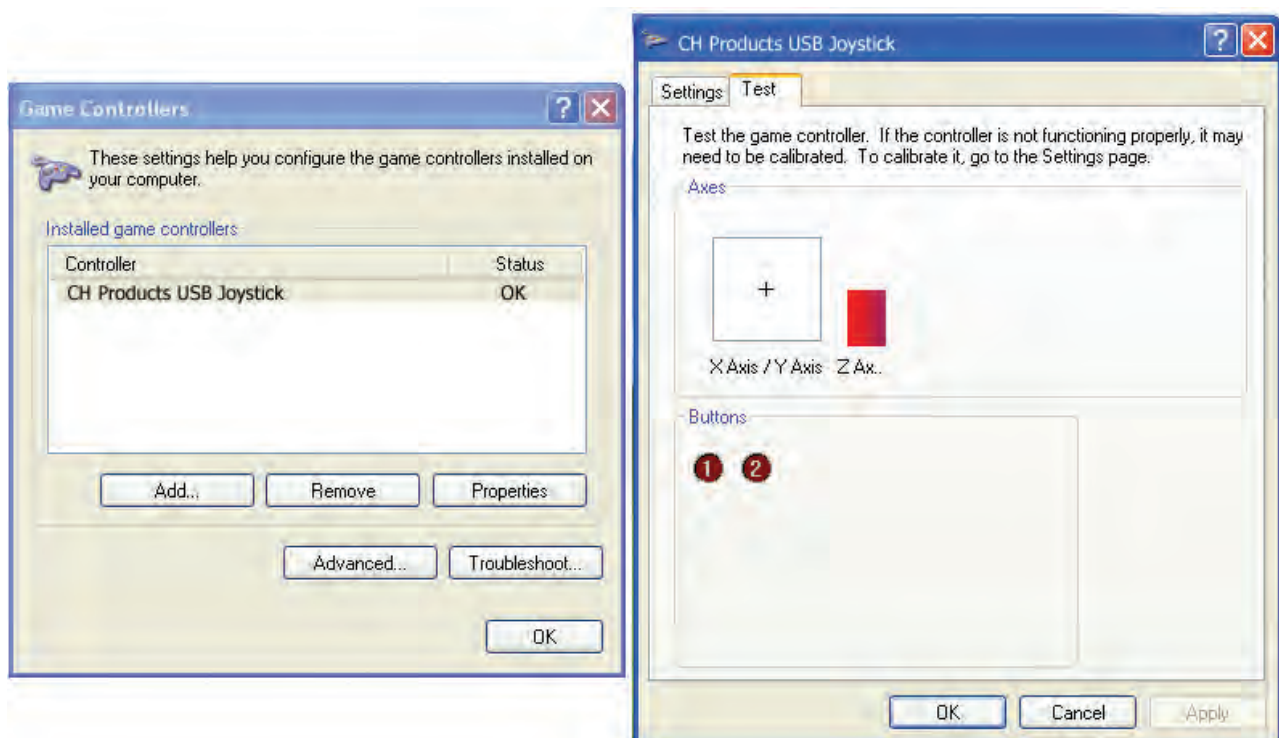 Game Controllers
These settings help you configure the game controllers installed on
your computer.
Installed game controllers
Controller Status
CH Products USB Joystick OK
Add... Remove Properties
Advanced... Troubleshoot...
OK
CH Products USB Joystick
Settings Test
Test the game controller. If the controller is not functioning properly, it may
need to be calibrated. To calibrate it, go to the Settings page.
Axes
X Axis / Y Axis Z Ax..
Buttons
1 2
OK Cancel Apply